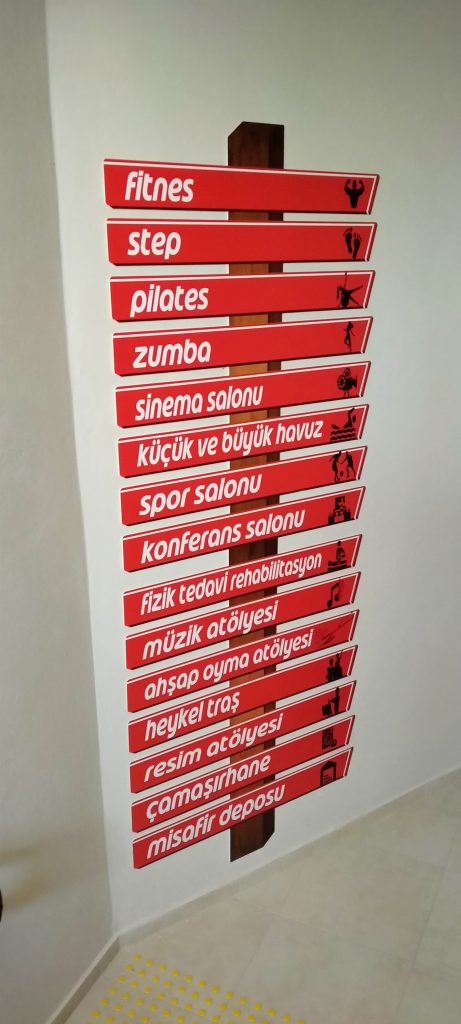 fitnes
step
pilates
zumba
sinema salonu
küçük ve büyük havuz
spor salonu
konferans salonu
fizik tedavi rehabilitasyon
müzik atölyesi
ahşap oyma atölyesi
heykel traş
resim atölyesi
çamaşırhane
misafir deposu